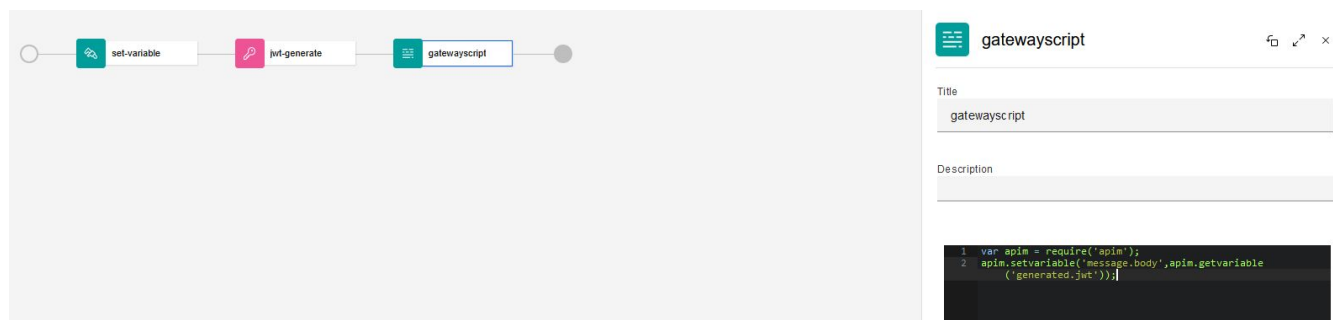 set-variable
jwt-generate
gatewayscript
gatewayscript
Title
gatewayscript
Description
1 var apim = require('apim');
2 apim.setvariable('message.body',apim.getvariable
('generated.jwt'));